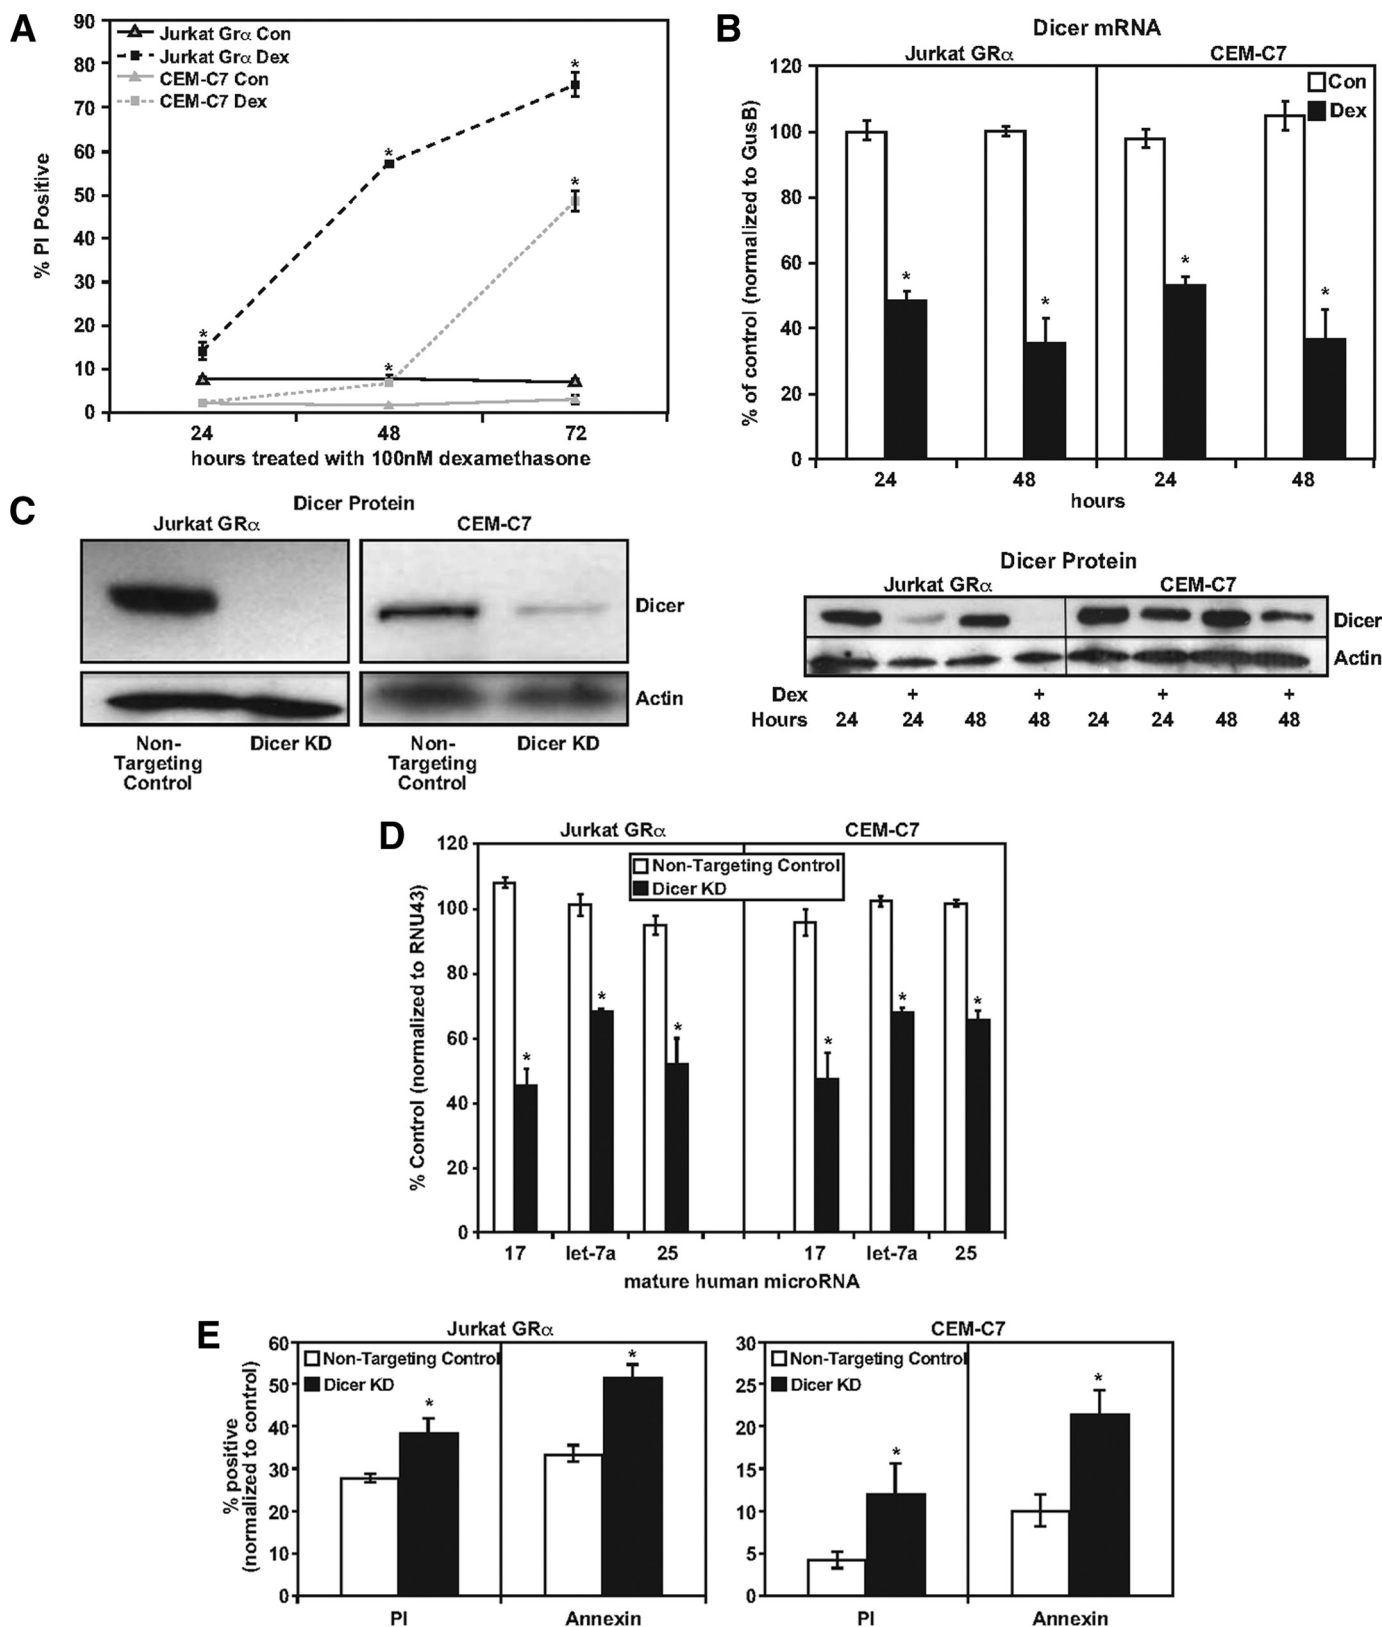 A
90
80
70
60
50
40
30
20
10
0
% PI Positive
Jurkat Grα Con
Jurkat Grα Dex
CEM-C7 Con
CEM-C7 Dex
*
*
*
*
*
24 48 72
hours treated with 100nM dexamethasone
B
Dicer mRNA
Jurkat GRα CEM-C7
120
100
80
60
40
20
0
% of control (normalized to GusB)
Con
Dex
* * * *
24 48 24 48
hours
C
Dicer Protein
Jurkat GRα CEM-C7
Dicer
Actin
Non-Targeting Control
Dicer KD
Non-Targeting Control
Dicer KD
Dicer Protein
Jurkat GRα CEM-C7
Dicer
Actin
Dex + + + +
Hours 24 24 48 48 24 24 48 48
D
Jurkat GRα CEM-C7
120
100
80
60
40
20
0
% Control (normalized to RNU43)
Non-Targeting Control
Dicer KD
* * * * * *
17 let-7a 25 17 let-7a 25
mature human microRNA
E
Jurkat GRα
60
50
40
30
20
10
0
% positive
(normalized to control)
Non-Targeting Control
Dicer KD
* *
PI Annexin
CEM-C7
30
25
20
15
10
5
0
Non-Targeting Control
Dicer KD
* *
PI Annexin